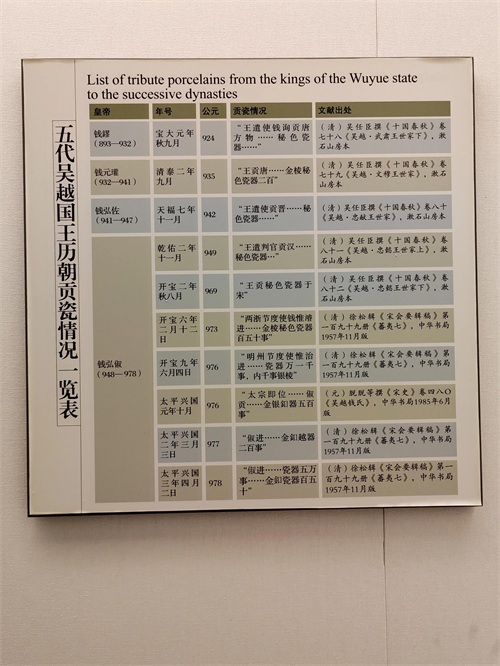 List of tribute porcelains from the kings of the Wuyue state
to the successive dynasties
五代吴越国王历朝贡瓷情况一览表
皇帝 年号 公元 贡瓷情况 文献出处
钱镠
(893—932)
宝大元年
秋九月
924
“王遣使钱询贡唐
方物……秘色瓷
器……”
(清)吴任臣撰《十国春秋》卷
七十八《吴越·武肃王世家下》，漱
石山房本
钱元瓘
(932—941)
清泰二年
九月
935
“王贡唐……金棱秘
色瓷器二百”
(清)吴任臣撰《十国春秋》卷
七十九《吴越·文穆王世家》，漱
石山房本
钱弘佐
(941—947)
天福七年
十一月
942
“王遣使贡晋……秘
色瓷器……”
(清)吴任臣撰《十国春秋》卷八十
《吴越·忠献王世家》，漱石山房本
钱弘俶
(948—978)
乾佑二年
十一月
949
“王遣判官贡汉……
秘色瓷器…”
(清)吴任臣撰《十国春秋》卷
八十一《吴越·忠懿王世家上》，漱
石山房本
开宝二年
秋八月
969
“王贡秘色瓷器于
宋”
(清)吴任臣撰《十国春秋》卷
八十二《吴越·忠懿王世家下》，漱
石山房本
开宝六年
二月十二
日
973
“两浙节度使钱惟濬
进……金棱秘色瓷器
百五十事”
(清)徐松辑《宋会要辑稿》第
一百九十九册《蕃夷七》，中华书局
1957年11月版
开宝九年
六月四日
976
“明州节度使惟治
进……瓷器万一千
事，内千事银棱”
(清)徐松辑《宋会要辑稿》第
一百九十九册《蕃夷七》，中华书局
1957年11月版
太平兴国
元年十月
976
“太宗即位……俶
贡……金银釦器五百
事”
(元)脱脱等撰《宋史》卷四八〇
《吴越钱氏》，中华书局1985年6月
版
太平兴国
二年三月
三日
977
“俶进……金釦越器
二百事”
(清)徐松辑《宋会要辑稿》第
一百九十九册《蕃夷七》，中华书局
1957年11月版
太平兴国
三年四月
二日
978
“俶进……瓷器五万
事……金釦瓷器百五
十”
(清)徐松辑《宋会要辑稿》第一
百九十九册《蕃夷七》，中华书局
1957年11月版